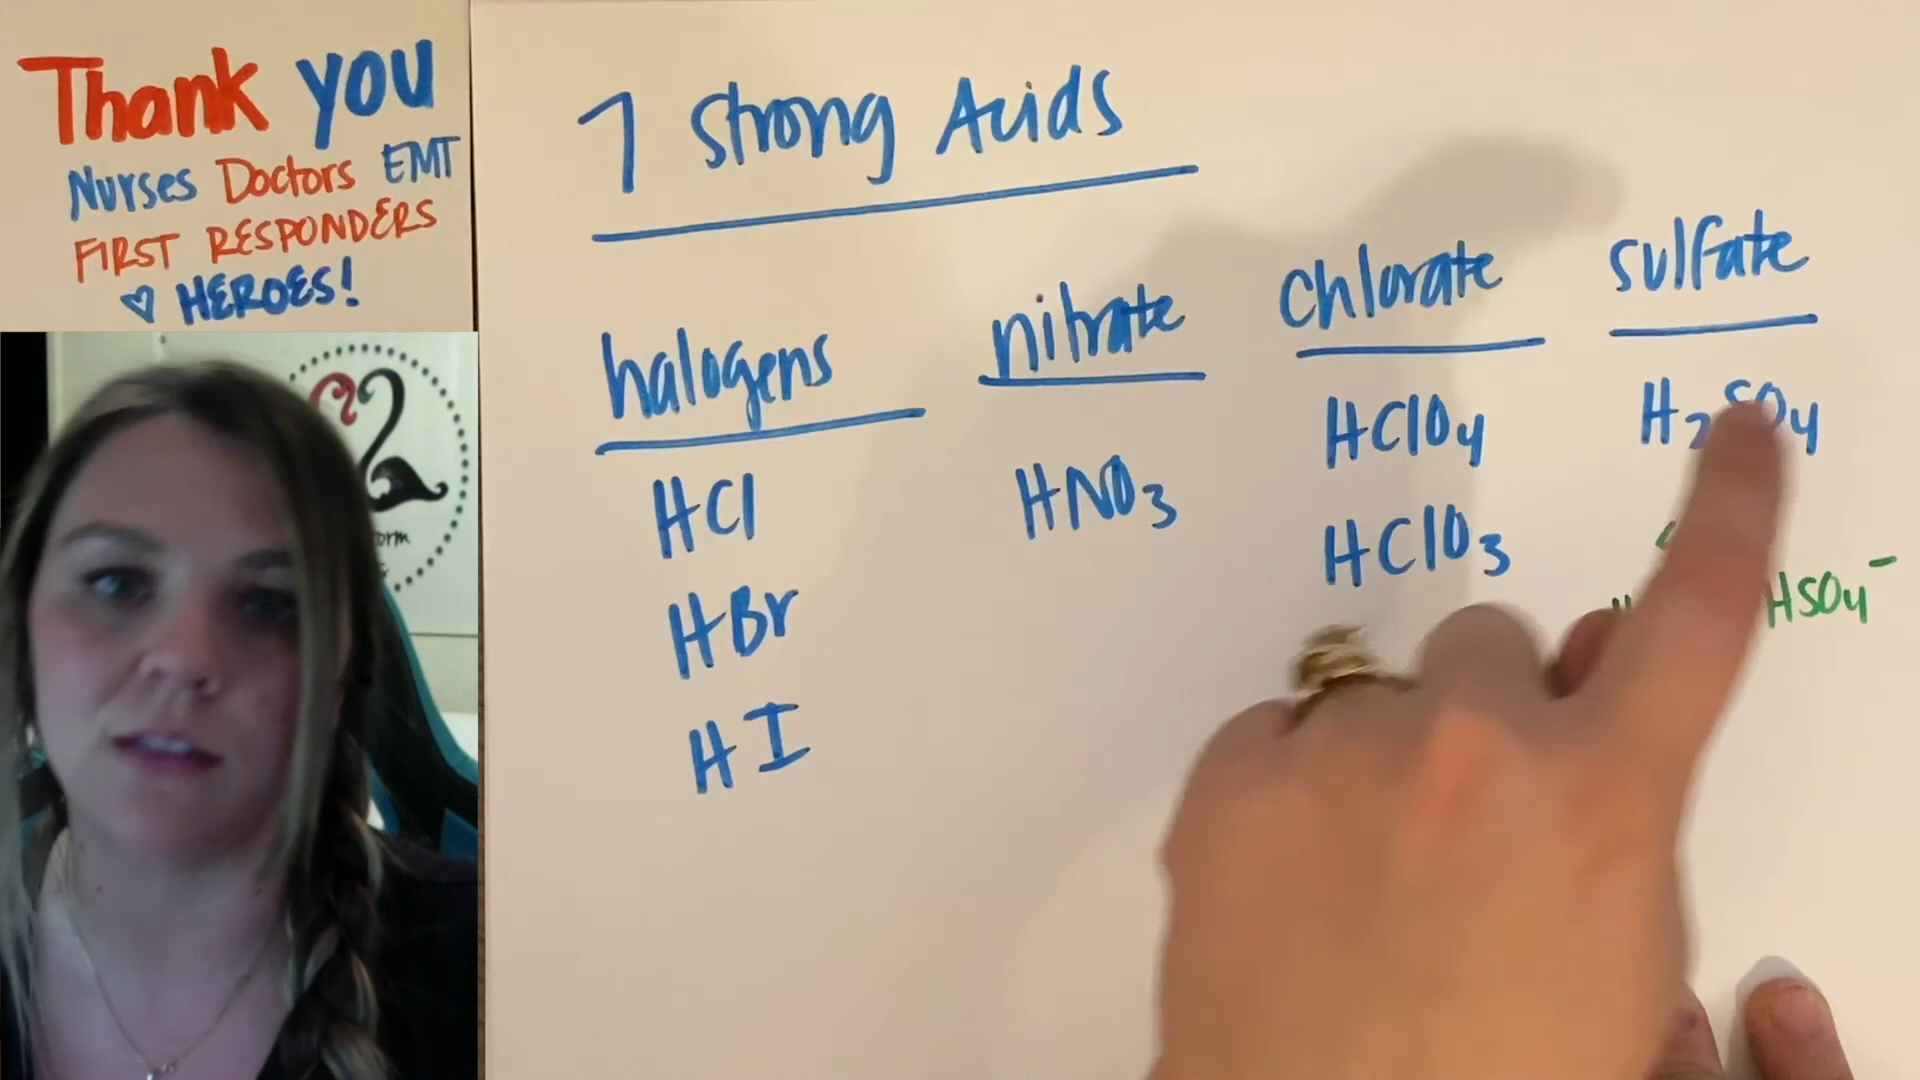 Thank you
Nurses Doctors EMT
FIRST RESPONDERS
♡ HEROES!
7 Strong Acids
halogens
HCl
HBr
HI
nitrate
HNO₃
chlorate
HClO₄
HClO₃
sulfate
H₂SO₄
HSO₄⁻